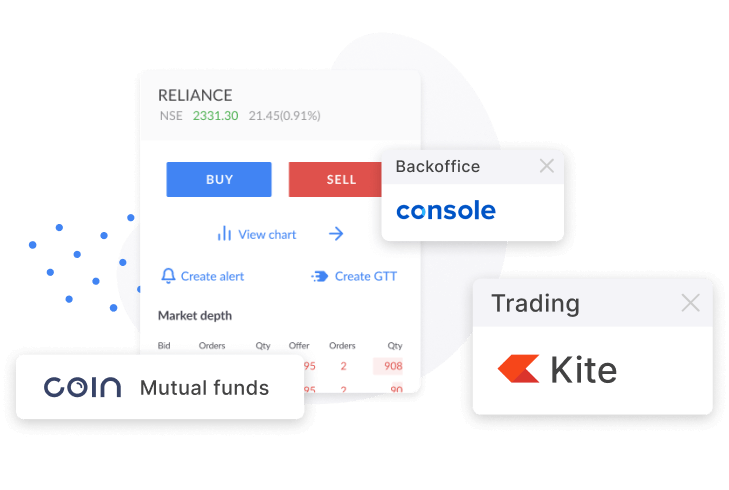 RELIANCE
NSE 2331.30 21.45(0.91%)
BUY
SELL
View chart
Create alert
Create GTT
Market depth
Bid Orders Qty Offer Orders Qty
95 2 908
95 2 90
Backoffice
console
Trading
Kite
coin Mutual funds